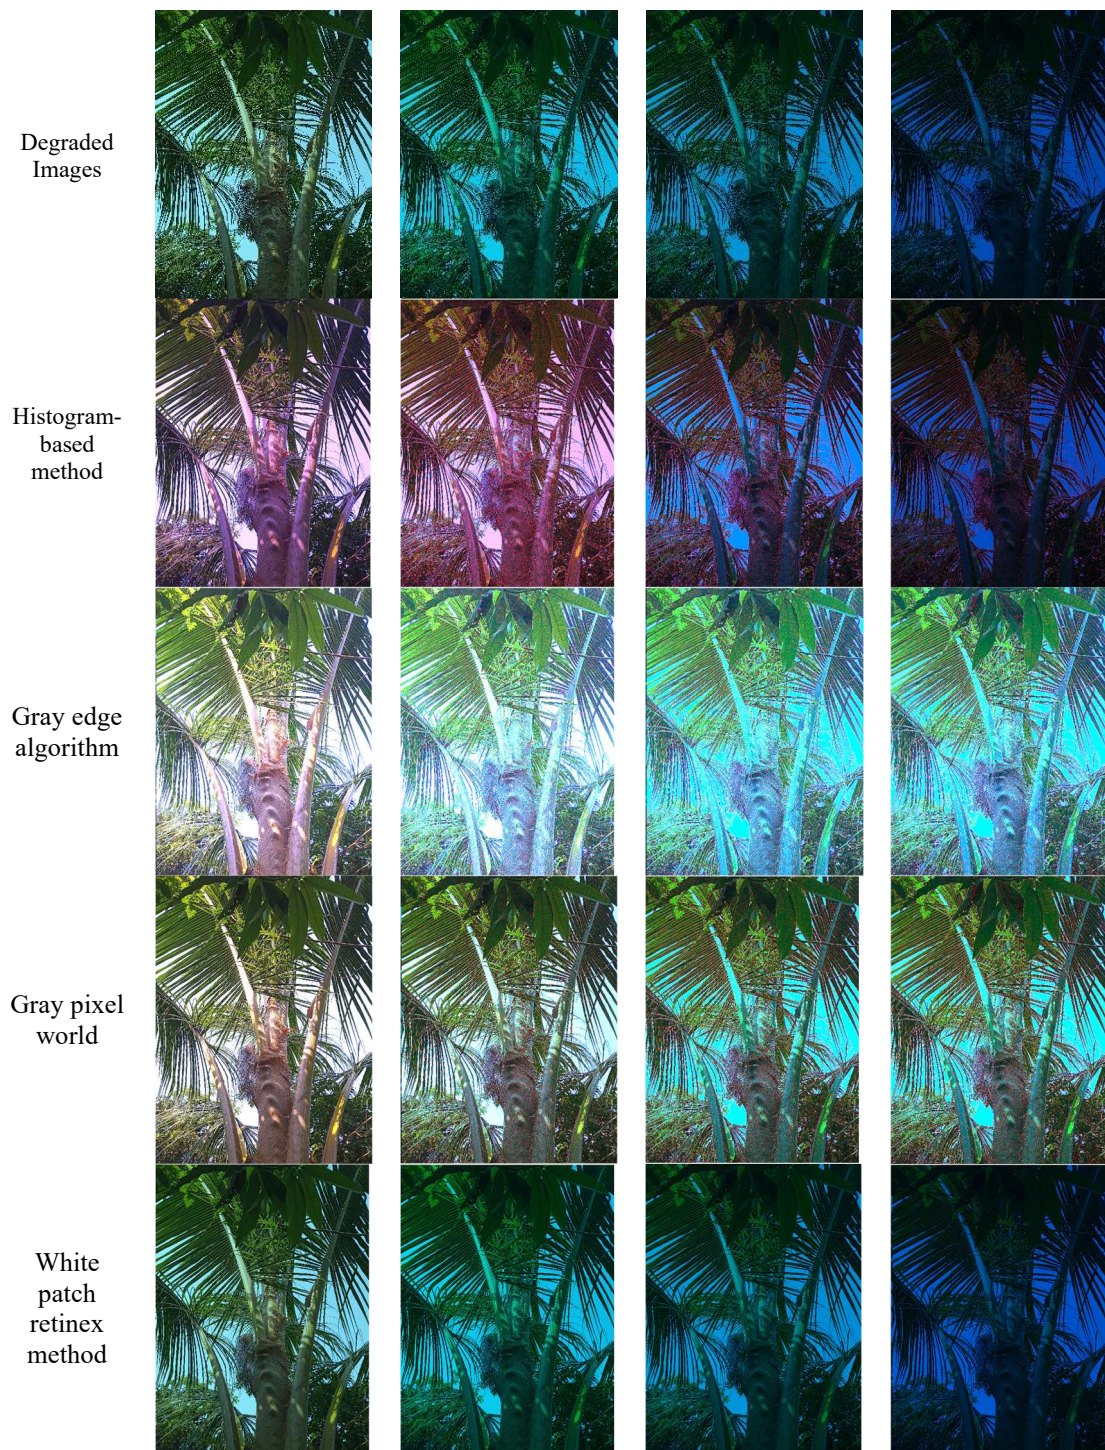 Degraded
Images
Histogram-
based
method
Gray edge
algorithm
Gray pixel
world
White
patch
retinex
method